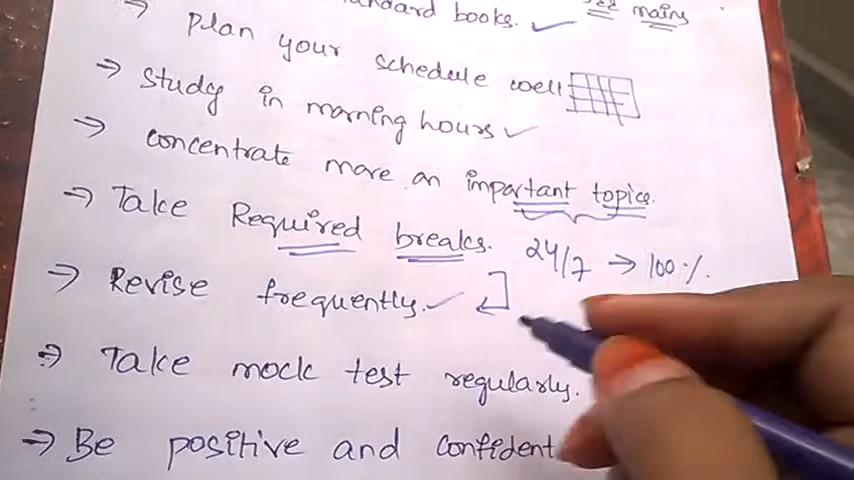 standard books. JEE mains
→ Plan your schedule well
→ Study in morning hours
→ Concentrate more on important topics.
→ Take Required breaks. 24/7 → 100%.
→ Revise frequently.
→ Take mock test regularly.
→ Be positive and confident